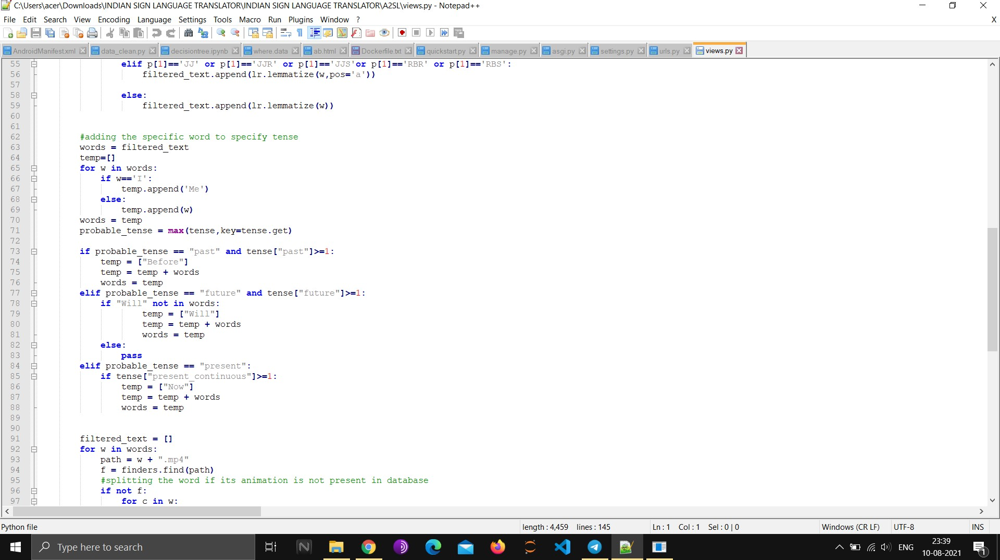 C:\Users\acer\Downloads\INDIAN SIGN LANGUAGE TRANSLATOR\INDIAN SIGN LANGUAGE TRANSLATOR\A2SL\views.py - Notepad++
File Edit Search View Encoding Language Settings Tools Macro Run Plugins Window ? X
AndroidManifest.xml data_clean.py decisiontree.ipynb where.data ab.html Dockerfile.txt quickstart.py manage.py asgi.py settings.py urls.py views.py
55 elif p[1]=='JJ' or p[1]=='JJR' or p[1]=='JJS'or p[1]=='RBR' or p[1]=='RBS':
56 filtered_text.append(lr.lemmatize(w,pos='a'))
57
58 else:
59 filtered_text.append(lr.lemmatize(w))
60
61
62 #adding the specific word to specify tense
63 words = filtered_text
64 temp=[]
65 for w in words:
66 if w=='I':
67 temp.append('Me')
68 else:
69 temp.append(w)
70 words = temp
71 probable_tense = max(tense,key=tense.get)
72
73 if probable_tense == "past" and tense["past"]>=1:
74 temp = ["Before"]
75 temp = temp + words
76 words = temp
77 elif probable_tense == "future" and tense["future"]>=1:
78 if "Will" not in words:
79 temp = ["Will"]
80 temp = temp + words
81 words = temp
82 else:
83 pass
84 elif probable_tense == "present":
85 if tense["present_continuous"]>=1:
86 temp = ["Now"]
87 temp = temp + words
88 words = temp
89
90
91 filtered_text = []
92 for w in words:
93 path = w + ".mp4"
94 f = finders.find(path)
95 #splitting the word if its animation is not present in database
96 if not f:
97 for c in w:
Python file length : 4,459 lines : 145 Ln : 1 Col : 1 Sel : 0 | 0 Windows (CR LF) UTF-8 INS
Type here to search ENG 23:39
10-08-2021 1